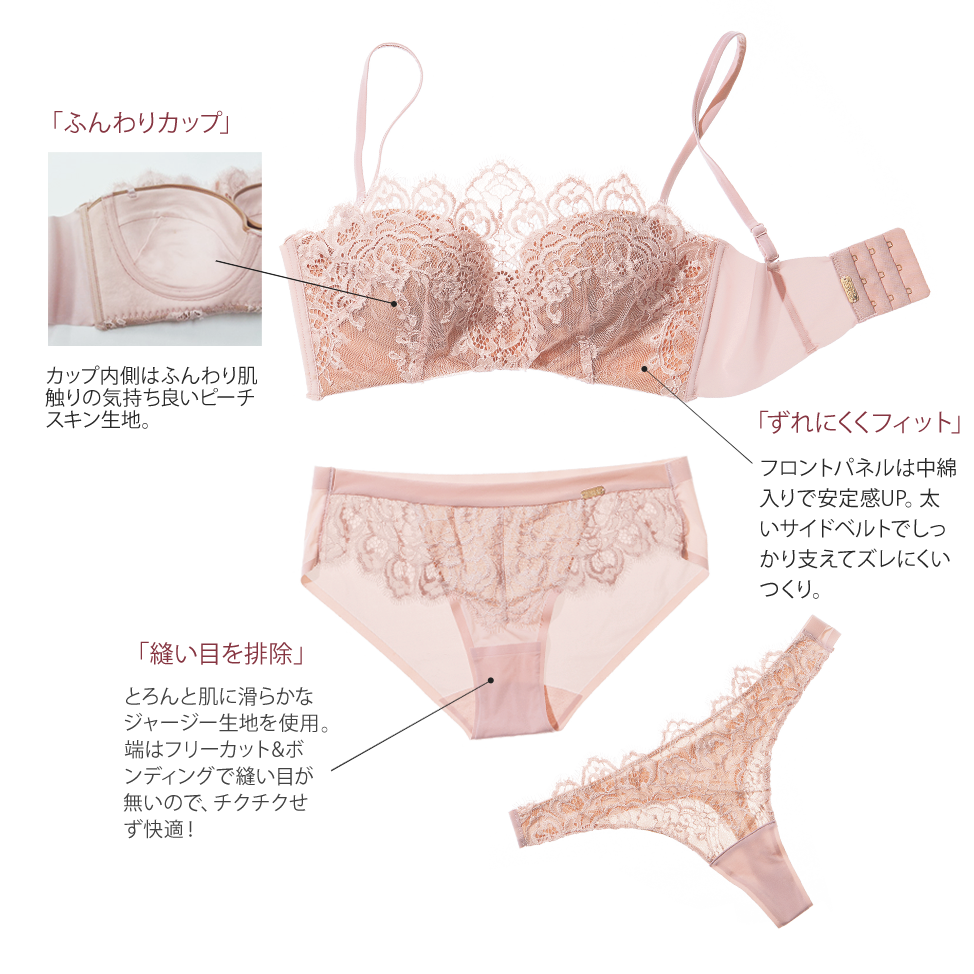 「ふんわりカップ」
カップ内側はふんわり肌
触りの気持ち良いピーチ
スキン生地。
「ずれにくくフィット」
フロントパネルは中綿
入りで安定感UP。太
いサイドベルトでしっ
かり支えてズレにくい
つくり。
「縫い目を排除」
とろんと肌に滑らかな
ジャージー生地を使用。
端はフリーカット&ボ
ンディングで縫い目が
無いので、チクチクせ
ず快適！